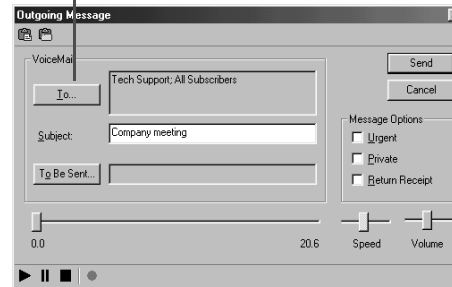 Outgoing Message
VoiceMail
To...
Tech Support; All Subscribers
Subject:
Company meeting
To Be Sent...
Send
Cancel
Message Options
Urgent
Private
Return Receipt
0.0
20.6
Speed
Volume